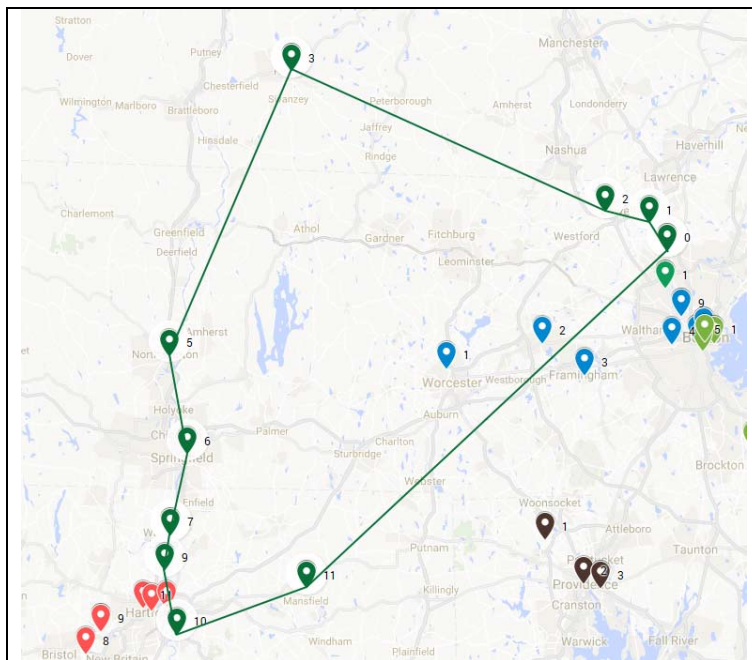 Stratton
Manchester
Putney
Dover
3
Chesterfield
Swanzey
Wilmington
Marlboro
Peterborough
Amherst
Londonderry
Brattleboro
Jaffrey
Haverhill
Hinsdale
Rindge
Nashua
Lawrence
2
1
Charlemont
Greenfield
Athol
Gardner
Fitchburg
Westford
0
Deerfield
Leominster
1
9
Amherst
2
Waltham
4
5
1
5
1
3
Worcester
Westborough
Framingham
Holyoke
Auburn
6
Palmer
Charlton
Springfield
Sturbridge
Brockton
Webster
Enfield
Woonsocket
7
1
Attleboro
Putnam
Taunton
9
11
2
3
Mansfield
Killingly
Providence
Cranston
9
10
8
Windham
Plainfield
Warwick
Fall River
Bristol
New Britain